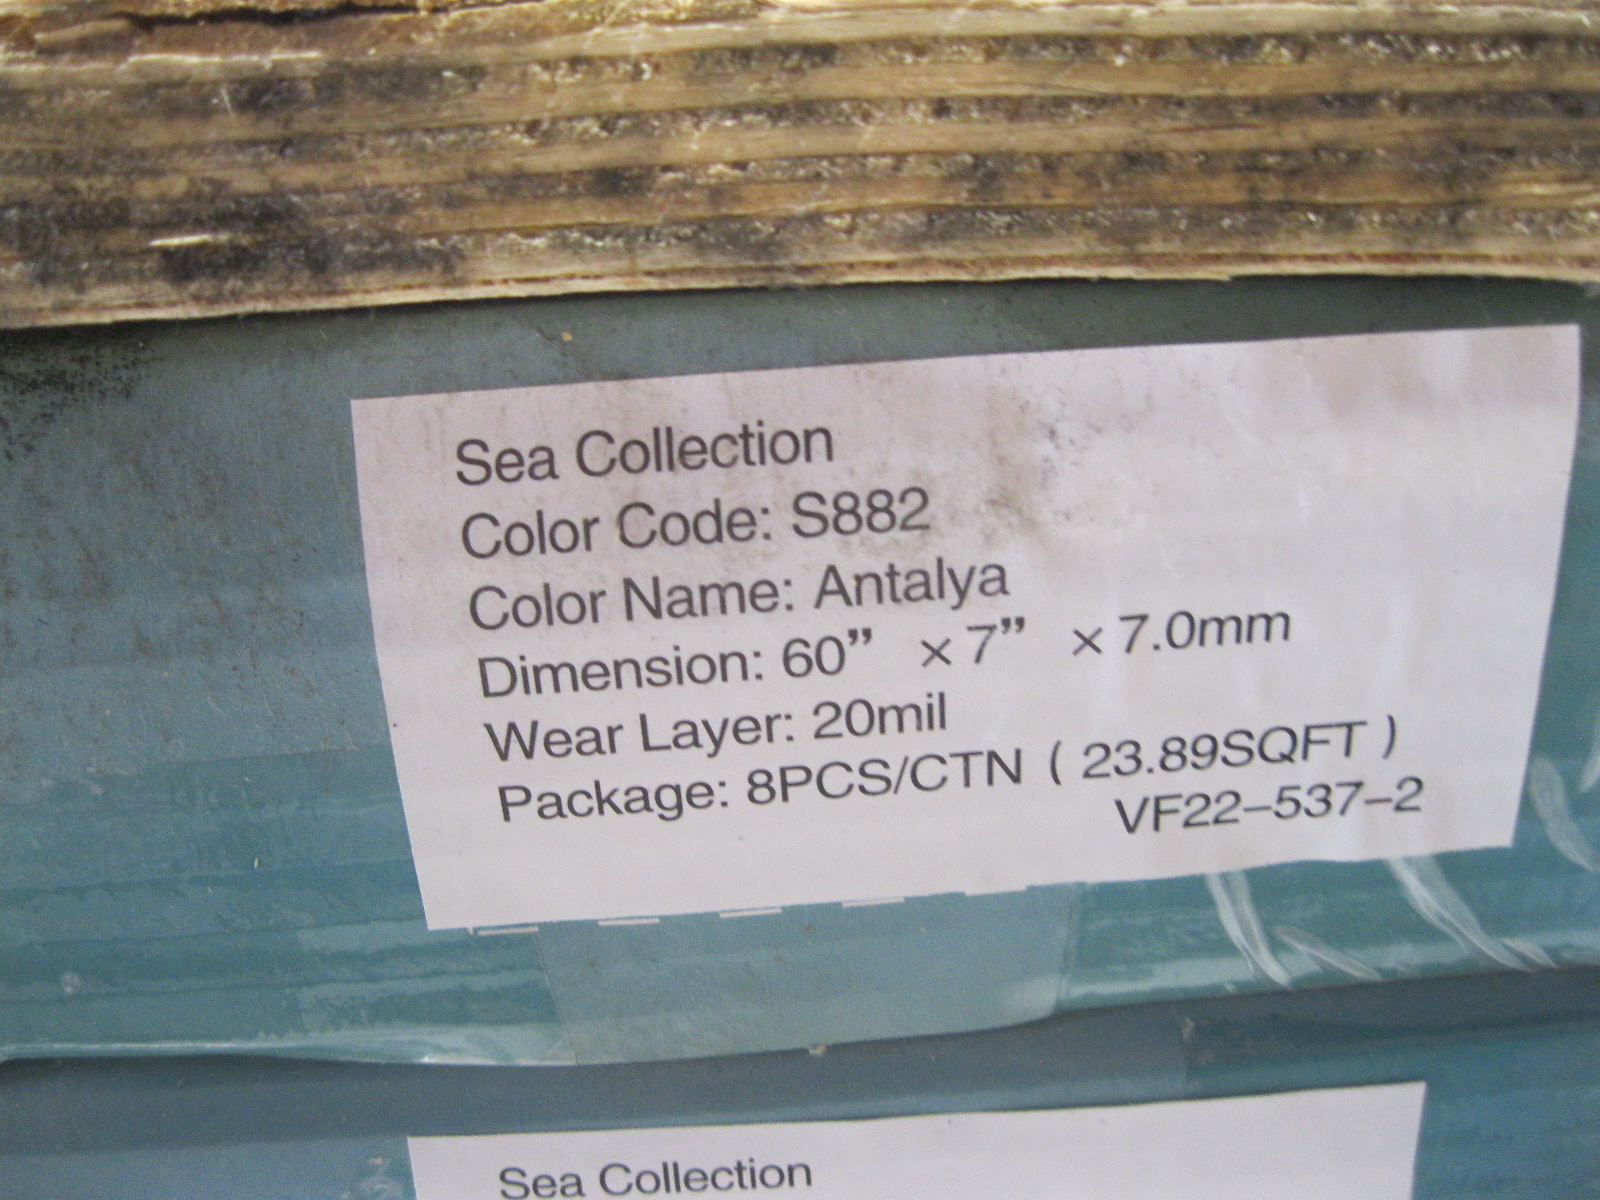 Sea Collection
Color Code: S882
Color Name: Antalya
Dimension: 60” × 7” × 7.0mm
Wear Layer: 20mil
Package: 8PCS/CTN ( 23.89SQFT )
VF22–537–2
Sea Collection